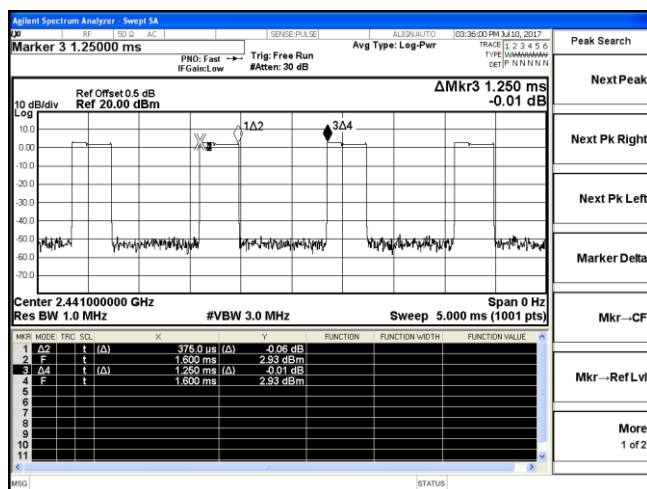 Agilent Spectrum Analyzer - Swept SA
RF 50 Ω AC SENSE:PULSE ALIGNAUTO 03:36:00 PM Jul 10, 2017
Marker 3 1.25000 ms
PNO: Fast
IFGain:Low
Trig: Free Run
#Atten: 30 dB
Avg Type: Log-Pwr
TRACE 1 2 3 4 5 6
TYPE
DET P N N N N N
Peak Search
Next Peak
Next Pk Right
Next Pk Left
Marker Delta
Mkr→CF
Mkr→Ref Lvl
More
1 of 2
Ref Offset 0.5 dB
Ref 20.00 dBm
10 dB/div
Log
ΔMkr3 1.250 ms
-0.01 dB
1Δ2
3Δ4
10.0
0.00
-10.0
-20.0
-30.0
-40.0
-50.0
-60.0
-70.0
Center 2.441000000 GHz Span 0 Hz
Res BW 1.0 MHz #VBW 3.0 MHz Sweep 5.000 ms (1001 pts)
MKR MODE TRC SCL X Y FUNCTION FUNCTION WIDTH FUNCTION VALUE
1 Δ2 t (Δ) 375.0 µs (Δ) -0.06 dB
2 F t 1.600 ms 2.93 dBm
3 Δ4 t (Δ) 1.250 ms (Δ) -0.01 dB
4 F t 1.600 ms 2.93 dBm
5
6
7
8
9
10
11
MSG STATUS